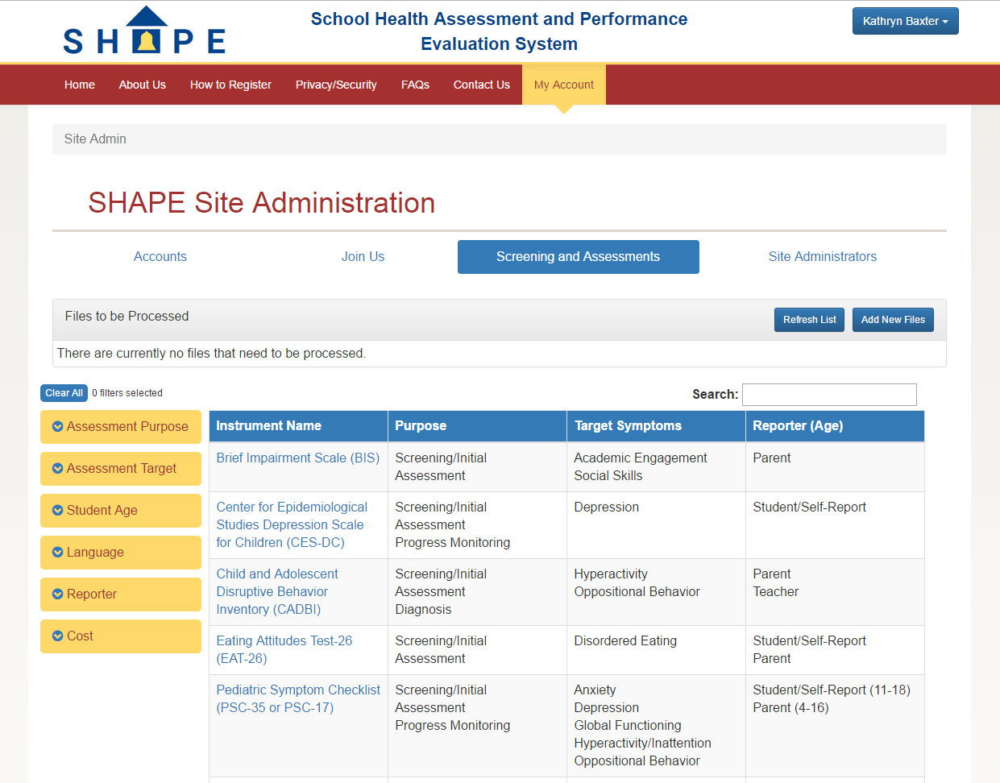 SHAPE
School Health Assessment and Performance
Evaluation System
Kathryn Baxter
Home About Us How to Register Privacy/Security FAQs Contact Us My Account
Site Admin
SHAPE Site Administration
Accounts Join Us Screening and Assessments Site Administrators
Files to be Processed Refresh List Add New Files
There are currently no files that need to be processed.
Clear All 0 filters selected Search:
Assessment Purpose
Assessment Target
Student Age
Language
Reporter
Cost
Instrument Name Purpose Target Symptoms Reporter (Age)
Brief Impairment Scale (BIS) Screening/Initial Academic Engagement Parent
Assessment Social Skills
Center for Epidemiological Screening/Initial Depression Student/Self-Report
Studies Depression Scale Assessment
for Children (CES-DC) Progress Monitoring
Child and Adolescent Screening/Initial Hyperactivity Parent
Disruptive Behavior Assessment Oppositional Behavior Teacher
Inventory (CADBI) Diagnosis
Eating Attitudes Test-26 Screening/Initial Disordered Eating Student/Self-Report
(EAT-26) Assessment Parent
Pediatric Symptom Checklist Screening/Initial Anxiety Student/Self-Report (11-18)
(PSC-35 or PSC-17) Assessment Depression Parent (4-16)
Progress Monitoring Global Functioning
Hyperactivity/Inattention
Oppositional Behavior